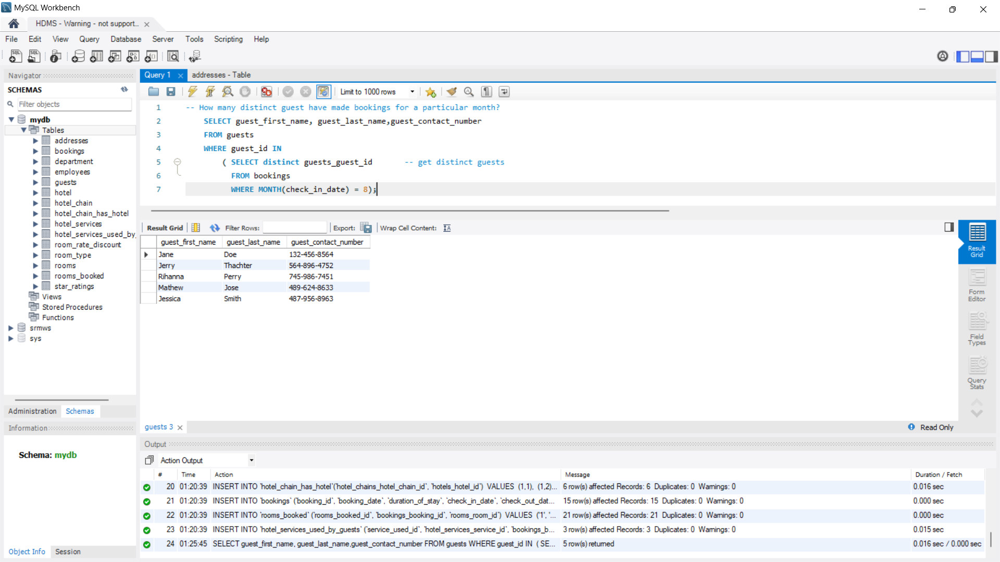 MySQL Workbench
HDMS - Warning - not support...
File Edit View Query Database Server Tools Scripting Help
Navigator
SCHEMAS
Filter objects
mydb
Tables
addresses
bookings
department
employees
guests
hotel
hotel_chain
hotel_chain_has_hotel
hotel_services
hotel_services_used_by_
room_rate_discount
room_type
rooms
rooms_booked
star_ratings
Views
Stored Procedures
Functions
srmws
sys
Administration Schemas
Information
Schema: mydb
Object Info Session
Query 1 addresses - Table
Limit to 1000 rows
1 -- How many distinct guest have made bookings for a particular month?
2 SELECT guest_first_name, guest_last_name,guest_contact_number
3 FROM guests
4 WHERE guest_id IN
5 ( SELECT distinct guests_guest_id -- get distinct guests
6 FROM bookings
7 WHERE MONTH(check_in_date) = 8);
Result Grid Filter Rows: Export: Wrap Cell Content:
guest_first_name guest_last_name guest_contact_number
Jane Doe 132-456-8564
Jerry Thachter 564-896-4752
Rihanna Perry 745-986-7451
Mathew Jose 489-624-8633
Jessica Smith 487-956-8963
Result
Grid
Form
Editor
Field
Types
Query
Stats
guests 3
Read Only
Output
Action Output
# Time Action Message Duration / Fetch
20 01:20:39 INSERT INTO `hotel_chain_has_hotel`(`hotel_chains_hotel_chain_id`, `hotels_hotel_id`) VALUES (1,1), (1,2)... 6 row(s) affected Records: 6 Duplicates: 0 Warnings: 0 0.016 sec
21 01:20:39 INSERT INTO `bookings` (`booking_id`, `booking_date`, `duration_of_stay`, `check_in_date`, `check_out_dat... 15 row(s) affected Records: 15 Duplicates: 0 Warnings: 0 0.000 sec
22 01:20:39 INSERT INTO `rooms_booked` (`rooms_booked_id`, `bookings_booking_id`, `rooms_room_id`) VALUES ('1', '... 21 row(s) affected Records: 21 Duplicates: 0 Warnings: 0 0.000 sec
23 01:20:39 INSERT INTO `hotel_services_used_by_guests` (`service_used_id`, `hotel_services_service_id`, `bookings_b... 3 row(s) affected Records: 3 Duplicates: 0 Warnings: 0 0.015 sec
24 01:25:45 SELECT guest_first_name, guest_last_name,guest_contact_number FROM guests WHERE guest_id IN ( SE... 5 row(s) returned 0.016 sec / 0.000 sec